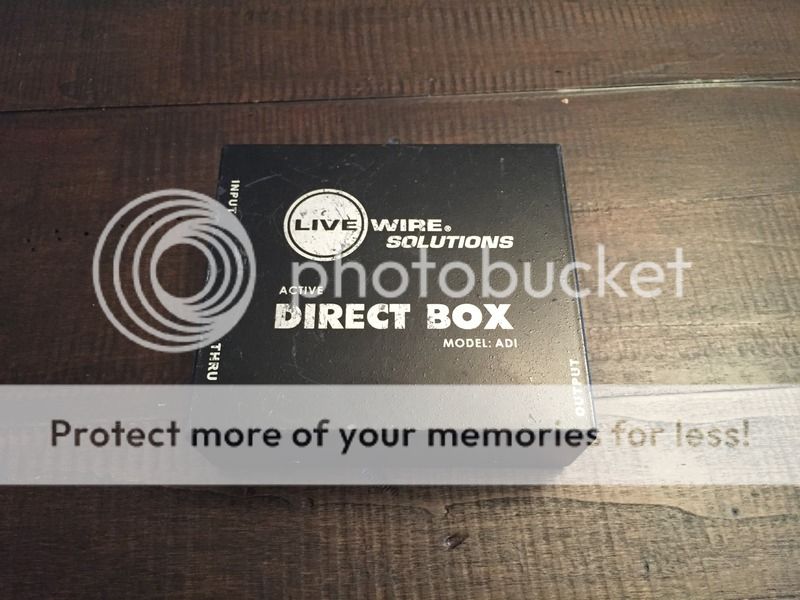 INPUT
LIVE WIRE®
SOLUTIONS
photobucket
ACTIVE
DIRECT BOX
MODEL: ADI
THRU
OUTPUT
Protect more of your memories for less!